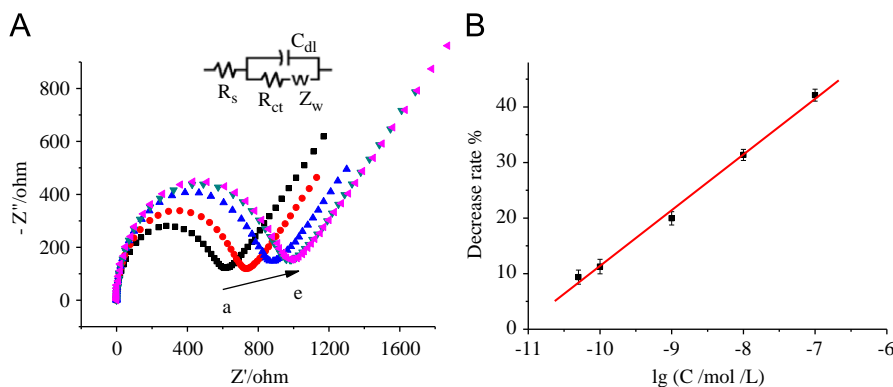 A
B
C_dl
R_s
R_ct
Z_w
- Z''/ohm
800
600
400
200
0
a
e
0 400 800 1200 1600
Z'/ohm
Decrease rate %
40
30
20
10
0
-11 -10 -9 -8 -7 -6
lg (C /mol /L)